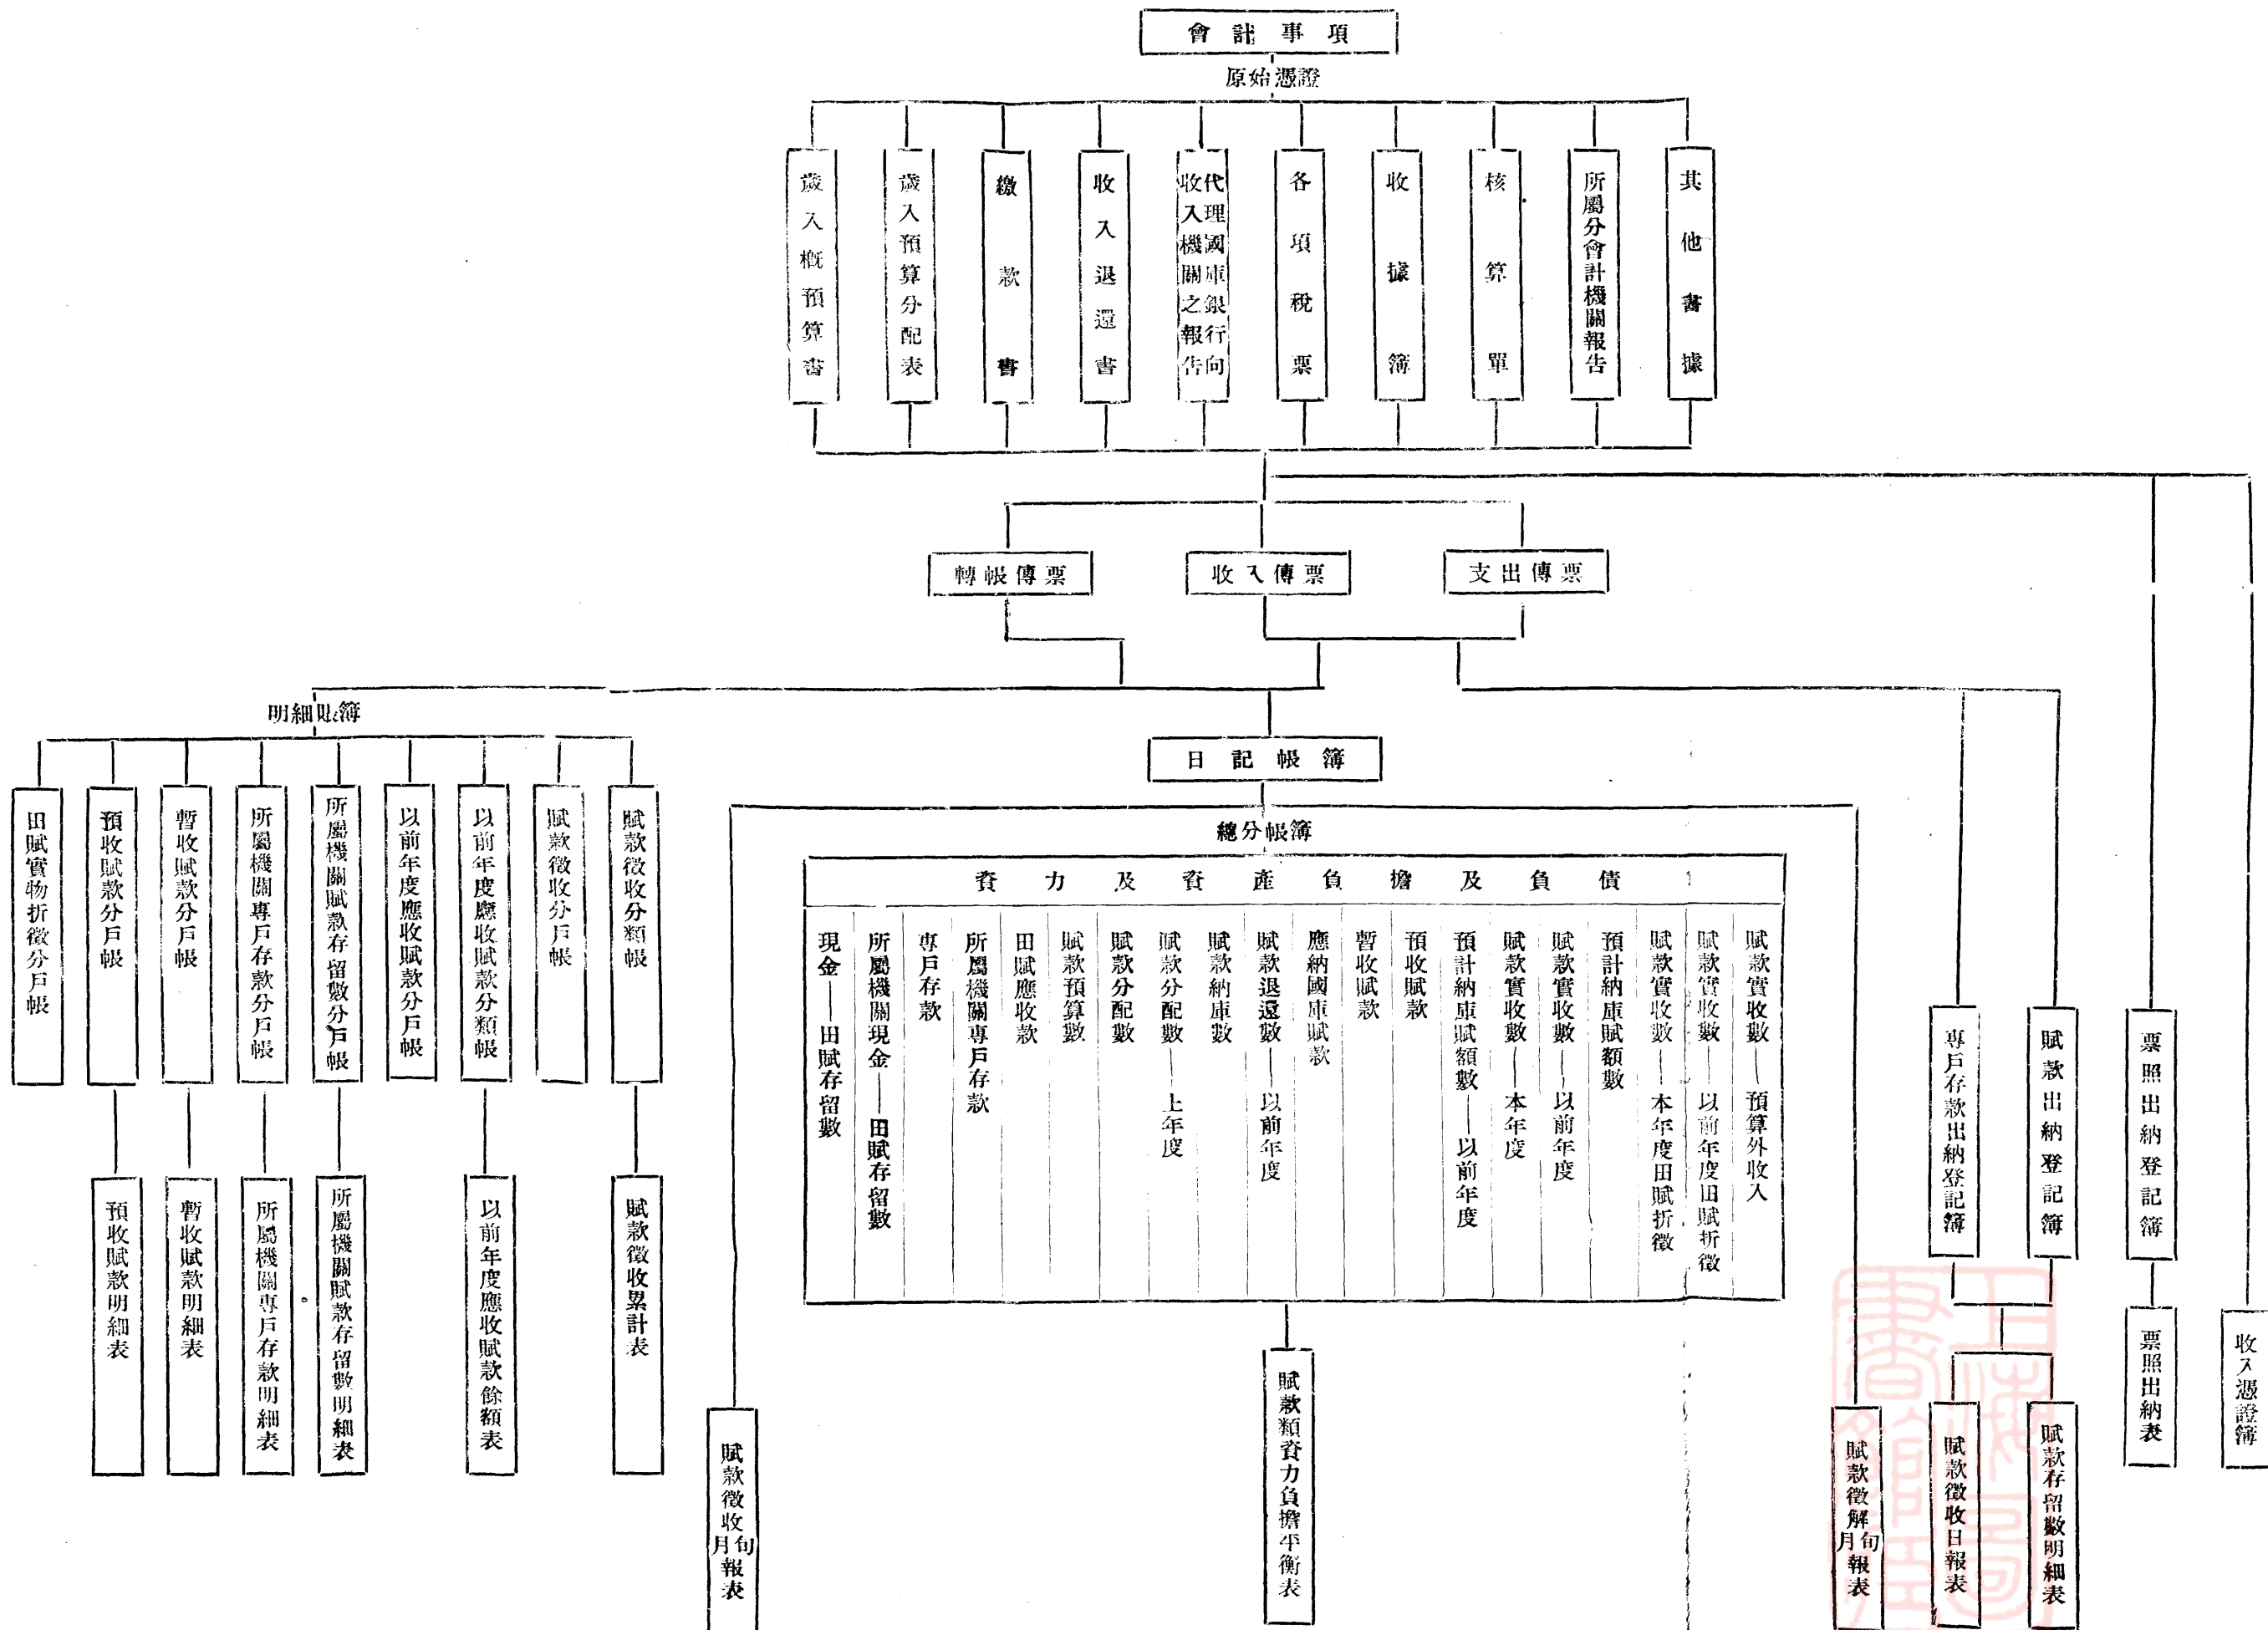 會計事項
原始憑證
其他書據
所屬分會計機關報告
核算單
收據簿
各項稅票
代理國庫銀行向
收入機關之報告
收入退還書
繳款書
歲入預算分配表
歲入概預算書
支出傳票
收入傳票
轉帳傳票
明細賬簿
日記帳簿
總分帳簿
資力及資產負擔及負債
賦款實收數——預算外收入
賦款實收數——以前年度田賦折徵
賦款實收數——本年度田賦折徵
預計納庫賦額數
賦款實收數——以前年度
賦款實收數——本年度
預計納庫賦額數——以前年度
預收賦款
暫收賦款
應納國庫賦款
賦款退還數——以前年度
賦款納庫數
賦款分配數——上年度
賦款分配數
賦款預算數
田賦應收款
所屬機關專戶存款
專戶存款
所屬機關現金——田賦存留數
現金——田賦存留數
賦款徵收分類帳
賦款徵收分戶帳
以前年度應收賦款分類帳
以前年度應收賦款分戶帳
所屬機關賦款存留數分戶帳
所屬機關專戶存款分戶帳
暫收賦款分戶帳
預收賦款分戶帳
田賦實物折徵分戶帳
票照出納登記簿
賦款出納登記簿
專戶存款出納登記簿
賦款徵收累計表
以前年度應收賦款餘額表
所屬機關賦款存留數明細表
所屬機關專戶存款明細表
暫收賦款明細表
預收賦款明細表
收入憑證簿
票照出納表
賦款存留數明細表
賦款徵收日報表
賦款徵解旬月報表
賦款類資力負擔平衡表
賦款徵收旬月報表